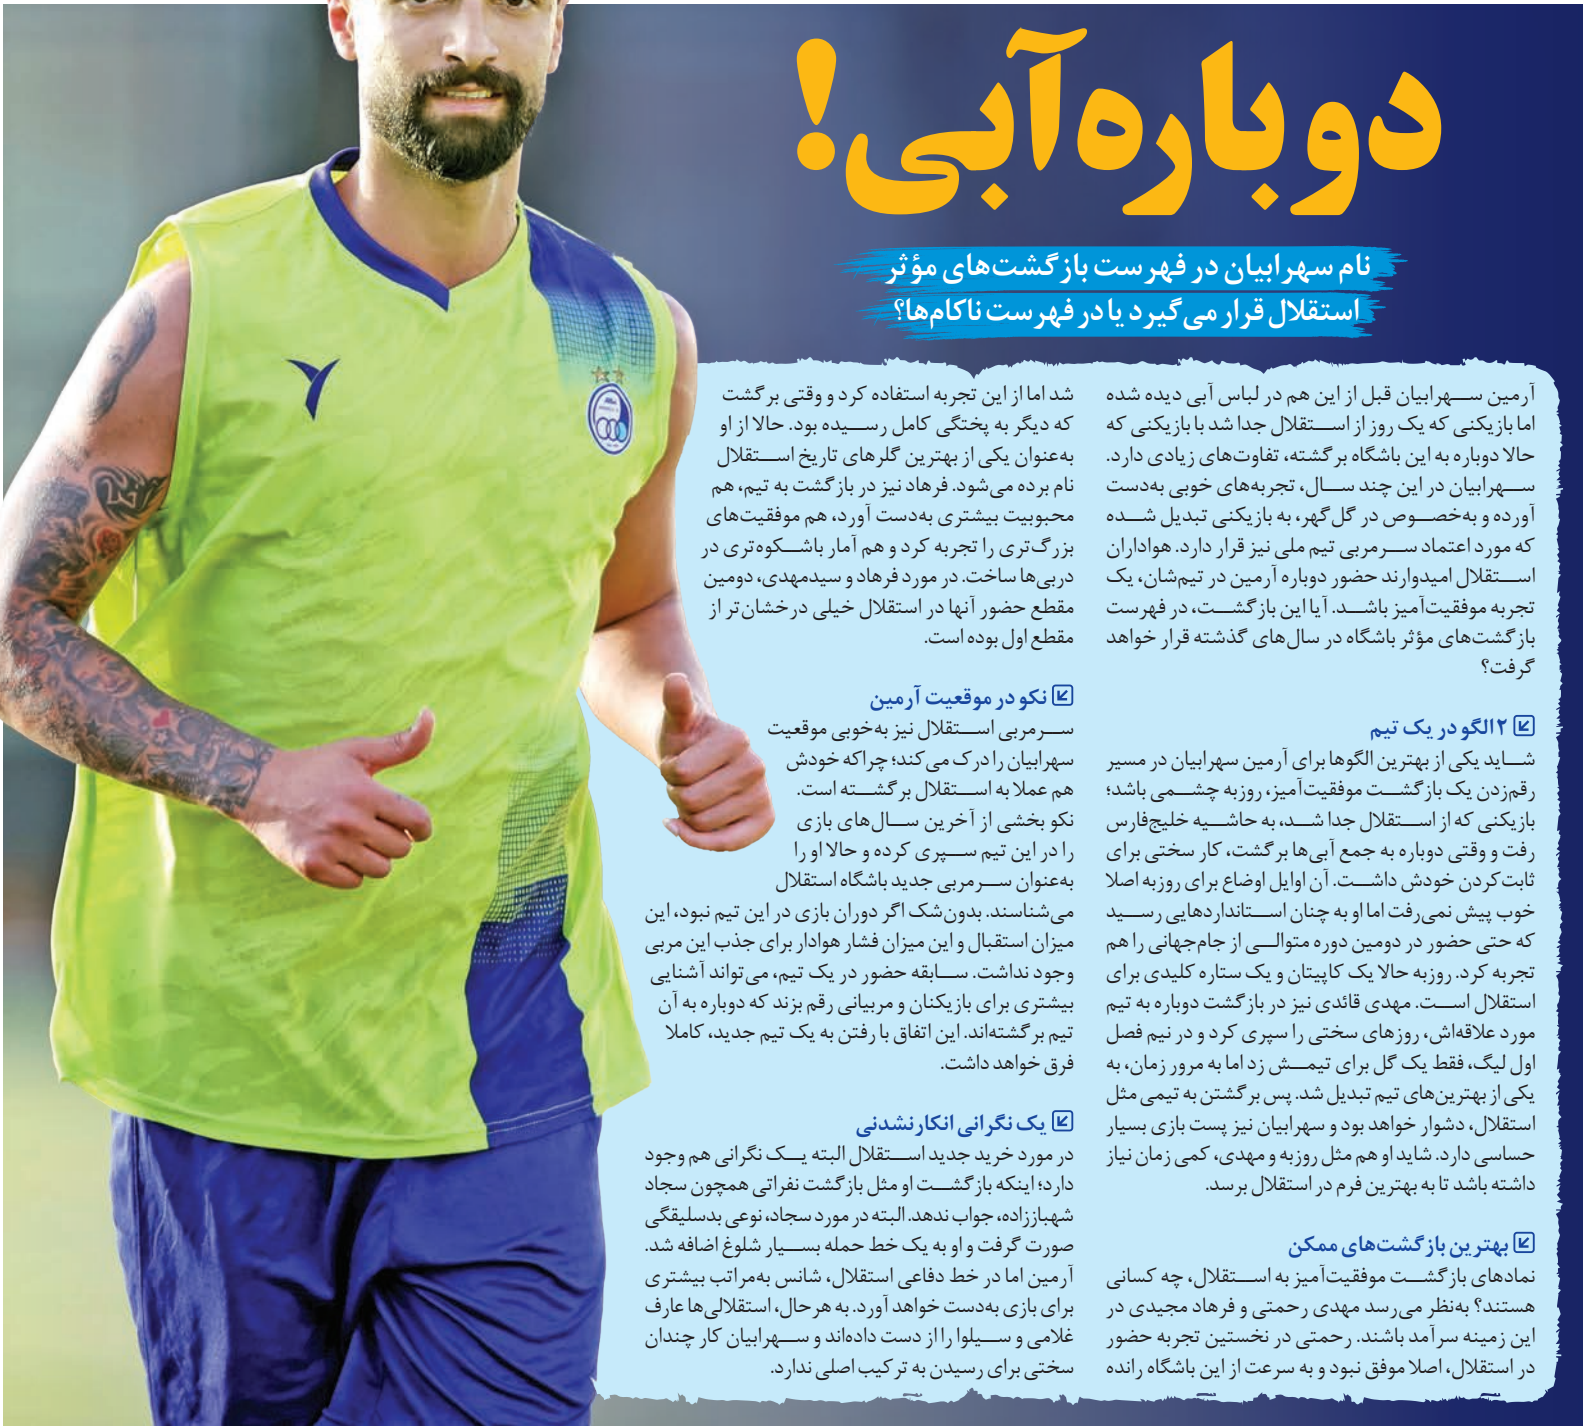 دوباره آبی!
نام سهرابیان در فهرست بازگشت‌های مؤثر
استقلال قرار می‌گیرد یا در فهرست ناکام‌ها؟
آرمین سهرابیان قبل از این هم در لباس آبی دیده شده
اما بازیکنی که یک روز از استقلال جدا شد با بازیکنی که
حالا دوباره به این باشگاه برگشته، تفاوت‌های زیادی دارد.
سهرابیان در این چند سال، تجربه‌های خوبی به‌دست
آورده و به‌خصوص در گل‌گهر، به بازیکنی تبدیل شده
که مورد اعتماد سرمربی تیم ملی نیز قرار دارد. هواداران
استقلال امیدوارند حضور دوباره آرمین در تیم‌شان، یک
تجربه موفقیت‌آمیز باشد. آیا این بازگشت، در فهرست
بازگشت‌های مؤثر باشگاه در سال‌های گذشته قرار خواهد
گرفت؟
۲ الگو در یک تیم
شاید یکی از بهترین الگوها برای آرمین سهرابیان در مسیر
رقم‌زدن یک بازگشت موفقیت‌آمیز، روزبه چشمی باشد؛
بازیکنی که از استقلال جدا شد، به حاشیه خلیج‌فارس
رفت و وقتی دوباره به جمع آبی‌ها برگشت، کار سختی برای
ثابت‌کردن خودش داشت. آن اوایل اوضاع برای روزبه اصلا
خوب پیش نمی‌رفت اما او به چنان استانداردهایی رسید
که حتی حضور در دومین دوره متوالی از جام‌جهانی را هم
تجربه کرد. روزبه حالا یک کاپیتان و یک ستاره کلیدی برای
استقلال است. مهدی قائدی نیز در بازگشت دوباره به تیم
مورد علاقه‌اش، روزهای سختی را سپری کرد و در نیم فصل
اول لیگ، فقط یک گل برای تیمش زد اما به مرور زمان، به
یکی از بهترین‌های تیم تبدیل شد. پس برگشتن به تیمی مثل
استقلال، دشوار خواهد بود و سهرابیان نیز پست بازی بسیار
حساسی دارد. شاید او هم مثل روزبه و مهدی، کمی زمان نیاز
داشته باشد تا به بهترین فرم در استقلال برسد.
بهترین بازگشت‌های ممکن
نمادهای بازگشت موفقیت‌آمیز به استقلال، چه کسانی
هستند؟ به‌نظر می‌رسد مهدی رحمتی و فرهاد مجیدی در
این زمینه سرآمد باشند. رحمتی در نخستین تجربه حضور
در استقلال، اصلا موفق نبود و به سرعت از این باشگاه رانده
شد اما از این تجربه استفاده کرد و وقتی برگشت
که دیگر به پختگی کامل رسیده بود. حالا از او
به‌عنوان یکی از بهترین گلرهای تاریخ استقلال
نام برده می‌شود. فرهاد نیز در بازگشت به تیم، هم
محبوبیت بیشتری به‌دست آورد، هم موفقیت‌های
بزرگ‌تری را تجربه کرد و هم آمار باشکوه‌تری در
دربی‌ها ساخت. در مورد فرهاد و سیدمهدی، دومین
مقطع حضور آنها در استقلال خیلی درخشان‌تر از
مقطع اول بوده است.
نکو در موقعیت آرمین
سرمربی استقلال نیز به‌خوبی موقعیت
سهرابیان را درک می‌کند؛ چراکه خودش
هم عملا به استقلال برگشته است.
نکو بخشی از آخرین سال‌های بازی
را در این تیم سپری کرده و حالا او را
به‌عنوان سرمربی جدید باشگاه استقلال
می‌شناسند. بدون‌شک اگر دوران بازی در این تیم نبود، این
میزان استقبال و این میزان فشار هوادار برای جذب این مربی
وجود نداشت. سابقه حضور در یک تیم، می‌تواند آشنایی
بیشتری برای بازیکنان و مربیانی رقم بزند که دوباره به آن
تیم برگشته‌اند. این اتفاق با رفتن به یک تیم جدید، کاملا
فرق خواهد داشت.
یک نگرانی انکارنشدنی
در مورد خرید جدید استقلال البته یک نگرانی هم وجود
دارد؛ اینکه بازگشت او مثل بازگشت نفراتی همچون سجاد
شهباززاده، جواب ندهد. البته در مورد سجاد، نوعی بدسلیقگی
صورت گرفت و او به یک خط حمله بسیار شلوغ اضافه شد.
آرمین اما در خط دفاعی استقلال، شانس به‌مراتب بیشتری
برای بازی به‌دست خواهد آورد. به هرحال، استقلالی‌ها عارف
غلامی و سیلوا را از دست داده‌اند و سهرابیان کار چندان
سختی برای رسیدن به ترکیب اصلی ندارد.